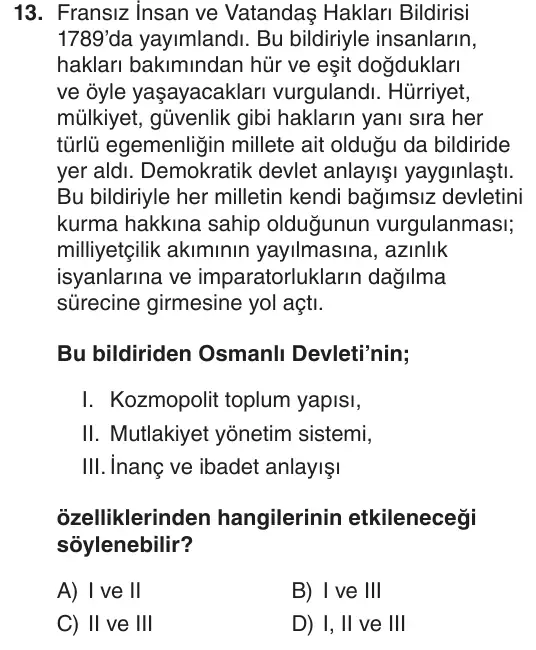 13. Fransız İnsan ve Vatandaş Hakları Bildirisi
1789’da yayımlandı. Bu bildiriyle insanların,
hakları bakımından hür ve eşit doğdukları
ve öyle yaşayacakları vurgulandı. Hürriyet,
mülkiyet, güvenlik gibi hakların yanı sıra her
türlü egemenliğin millete ait olduğu da bildiride
yer aldı. Demokratik devlet anlayışı yaygınlaştı.
Bu bildiriyle her milletin kendi bağımsız devletini
kurma hakkına sahip olduğunun vurgulanması;
milliyetçilik akımının yayılmasına, azınlık
isyanlarına ve imparatorlukların dağılma
sürecine girmesine yol açtı.
Bu bildiriden Osmanlı Devleti’nin;
I. Kozmopolit toplum yapısı,
II. Mutlakiyet yönetim sistemi,
III. İnanç ve ibadet anlayışı
özelliklerinden hangilerinin etkileneceği
söylenebilir?
A) I ve II B) I ve III
C) II ve III D) I, II ve III